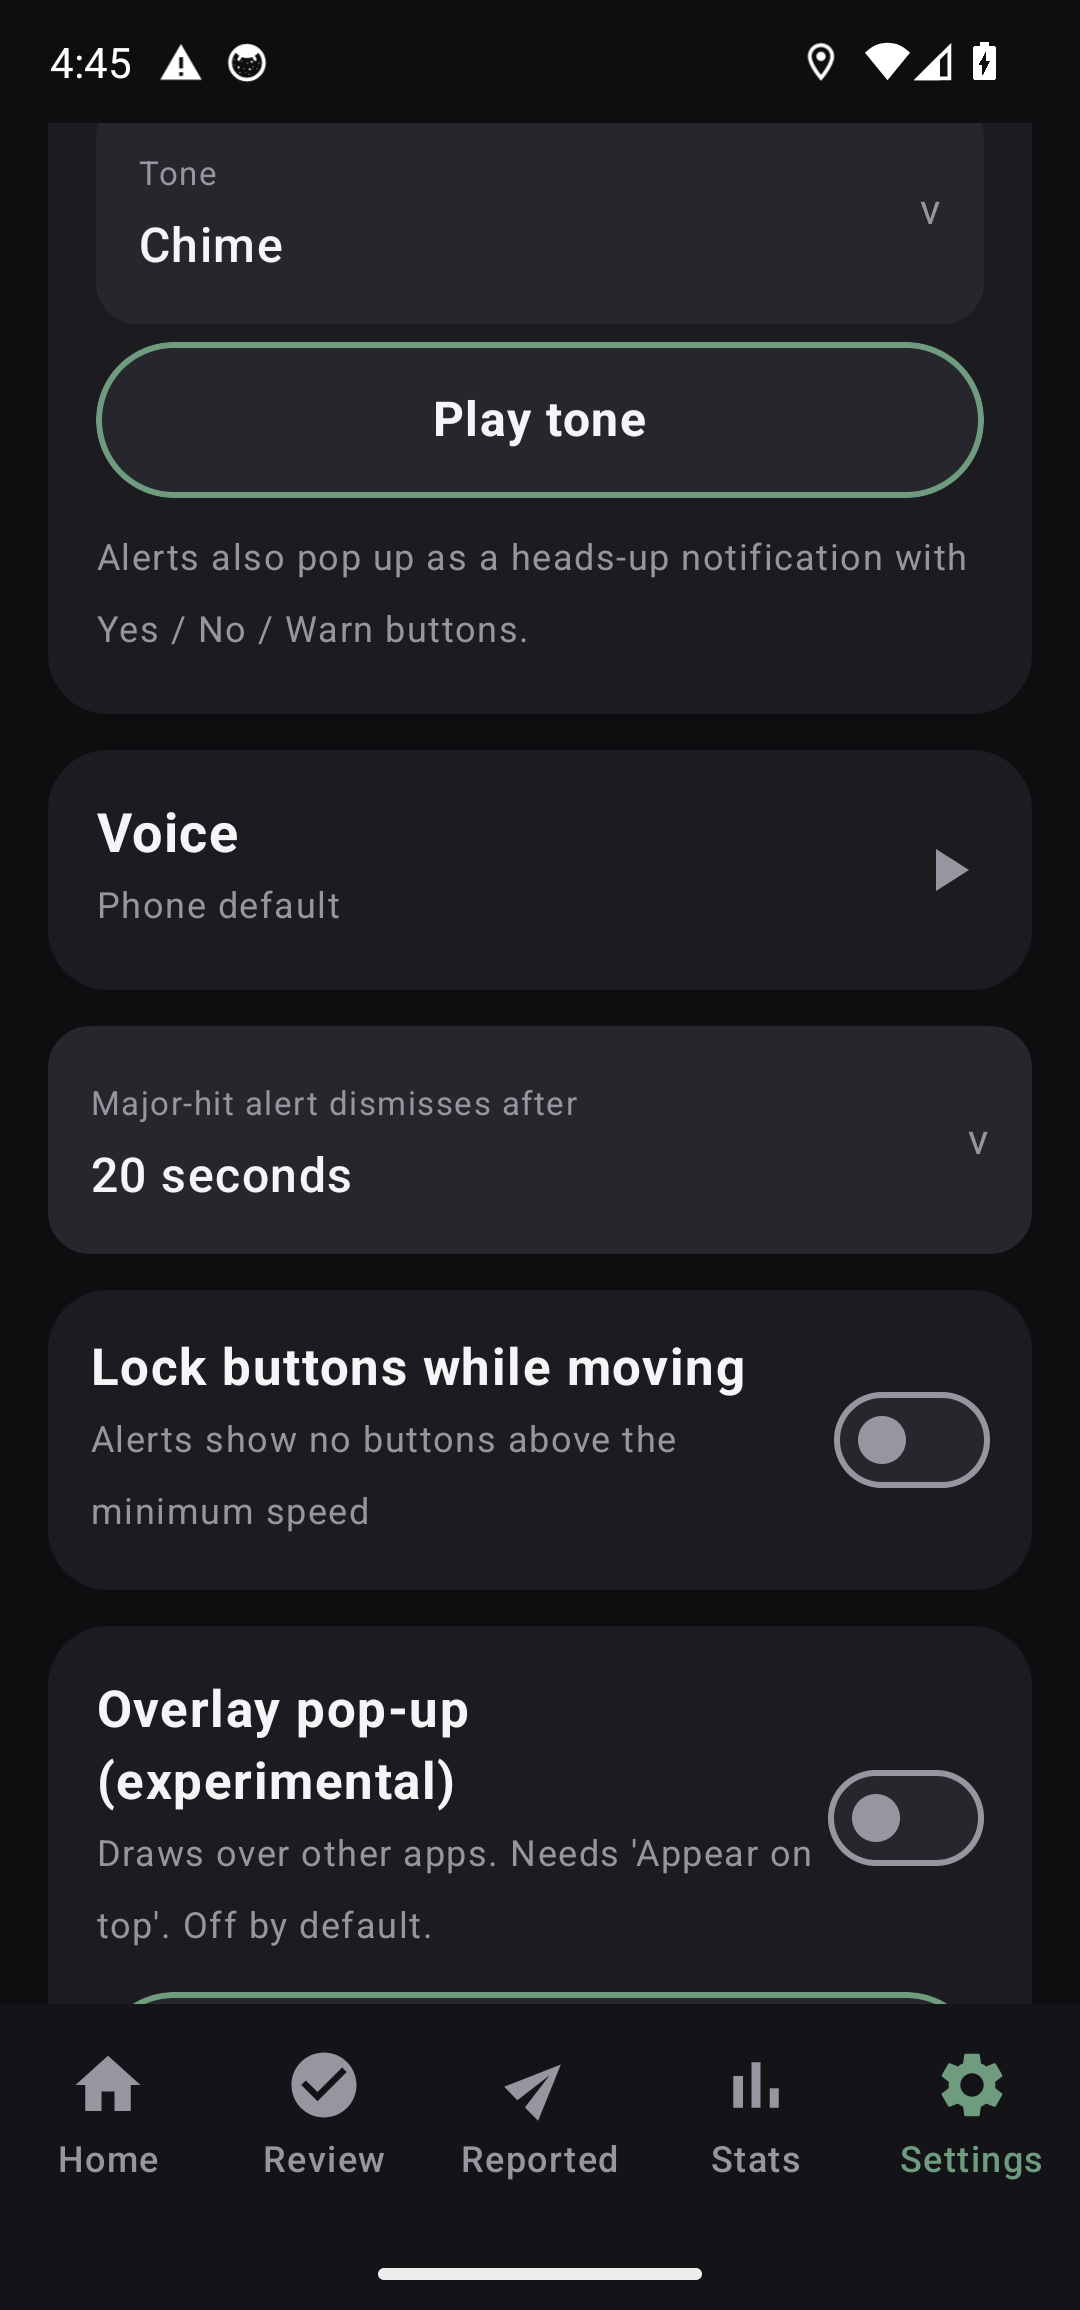 4:45
Tone
Chime
v
Play tone
Alerts also pop up as a heads-up notification with
Yes / No / Warn buttons.
Voice
Phone default
Major-hit alert dismisses after
20 seconds
v
Lock buttons while moving
Alerts show no buttons above the
minimum speed
Overlay pop-up
(experimental)
Draws over other apps. Needs 'Appear on
top'. Off by default.
Home Review Reported Stats Settings